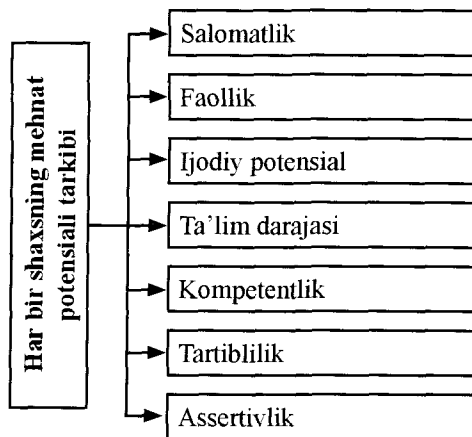 Har bir shaxsning mehnat
potensiali tarkibi
Salomatlik
Faollik
Ijodiy potensial
Ta’lim darajasi
Kompetentlik
Tartiblilik
Assertivlik